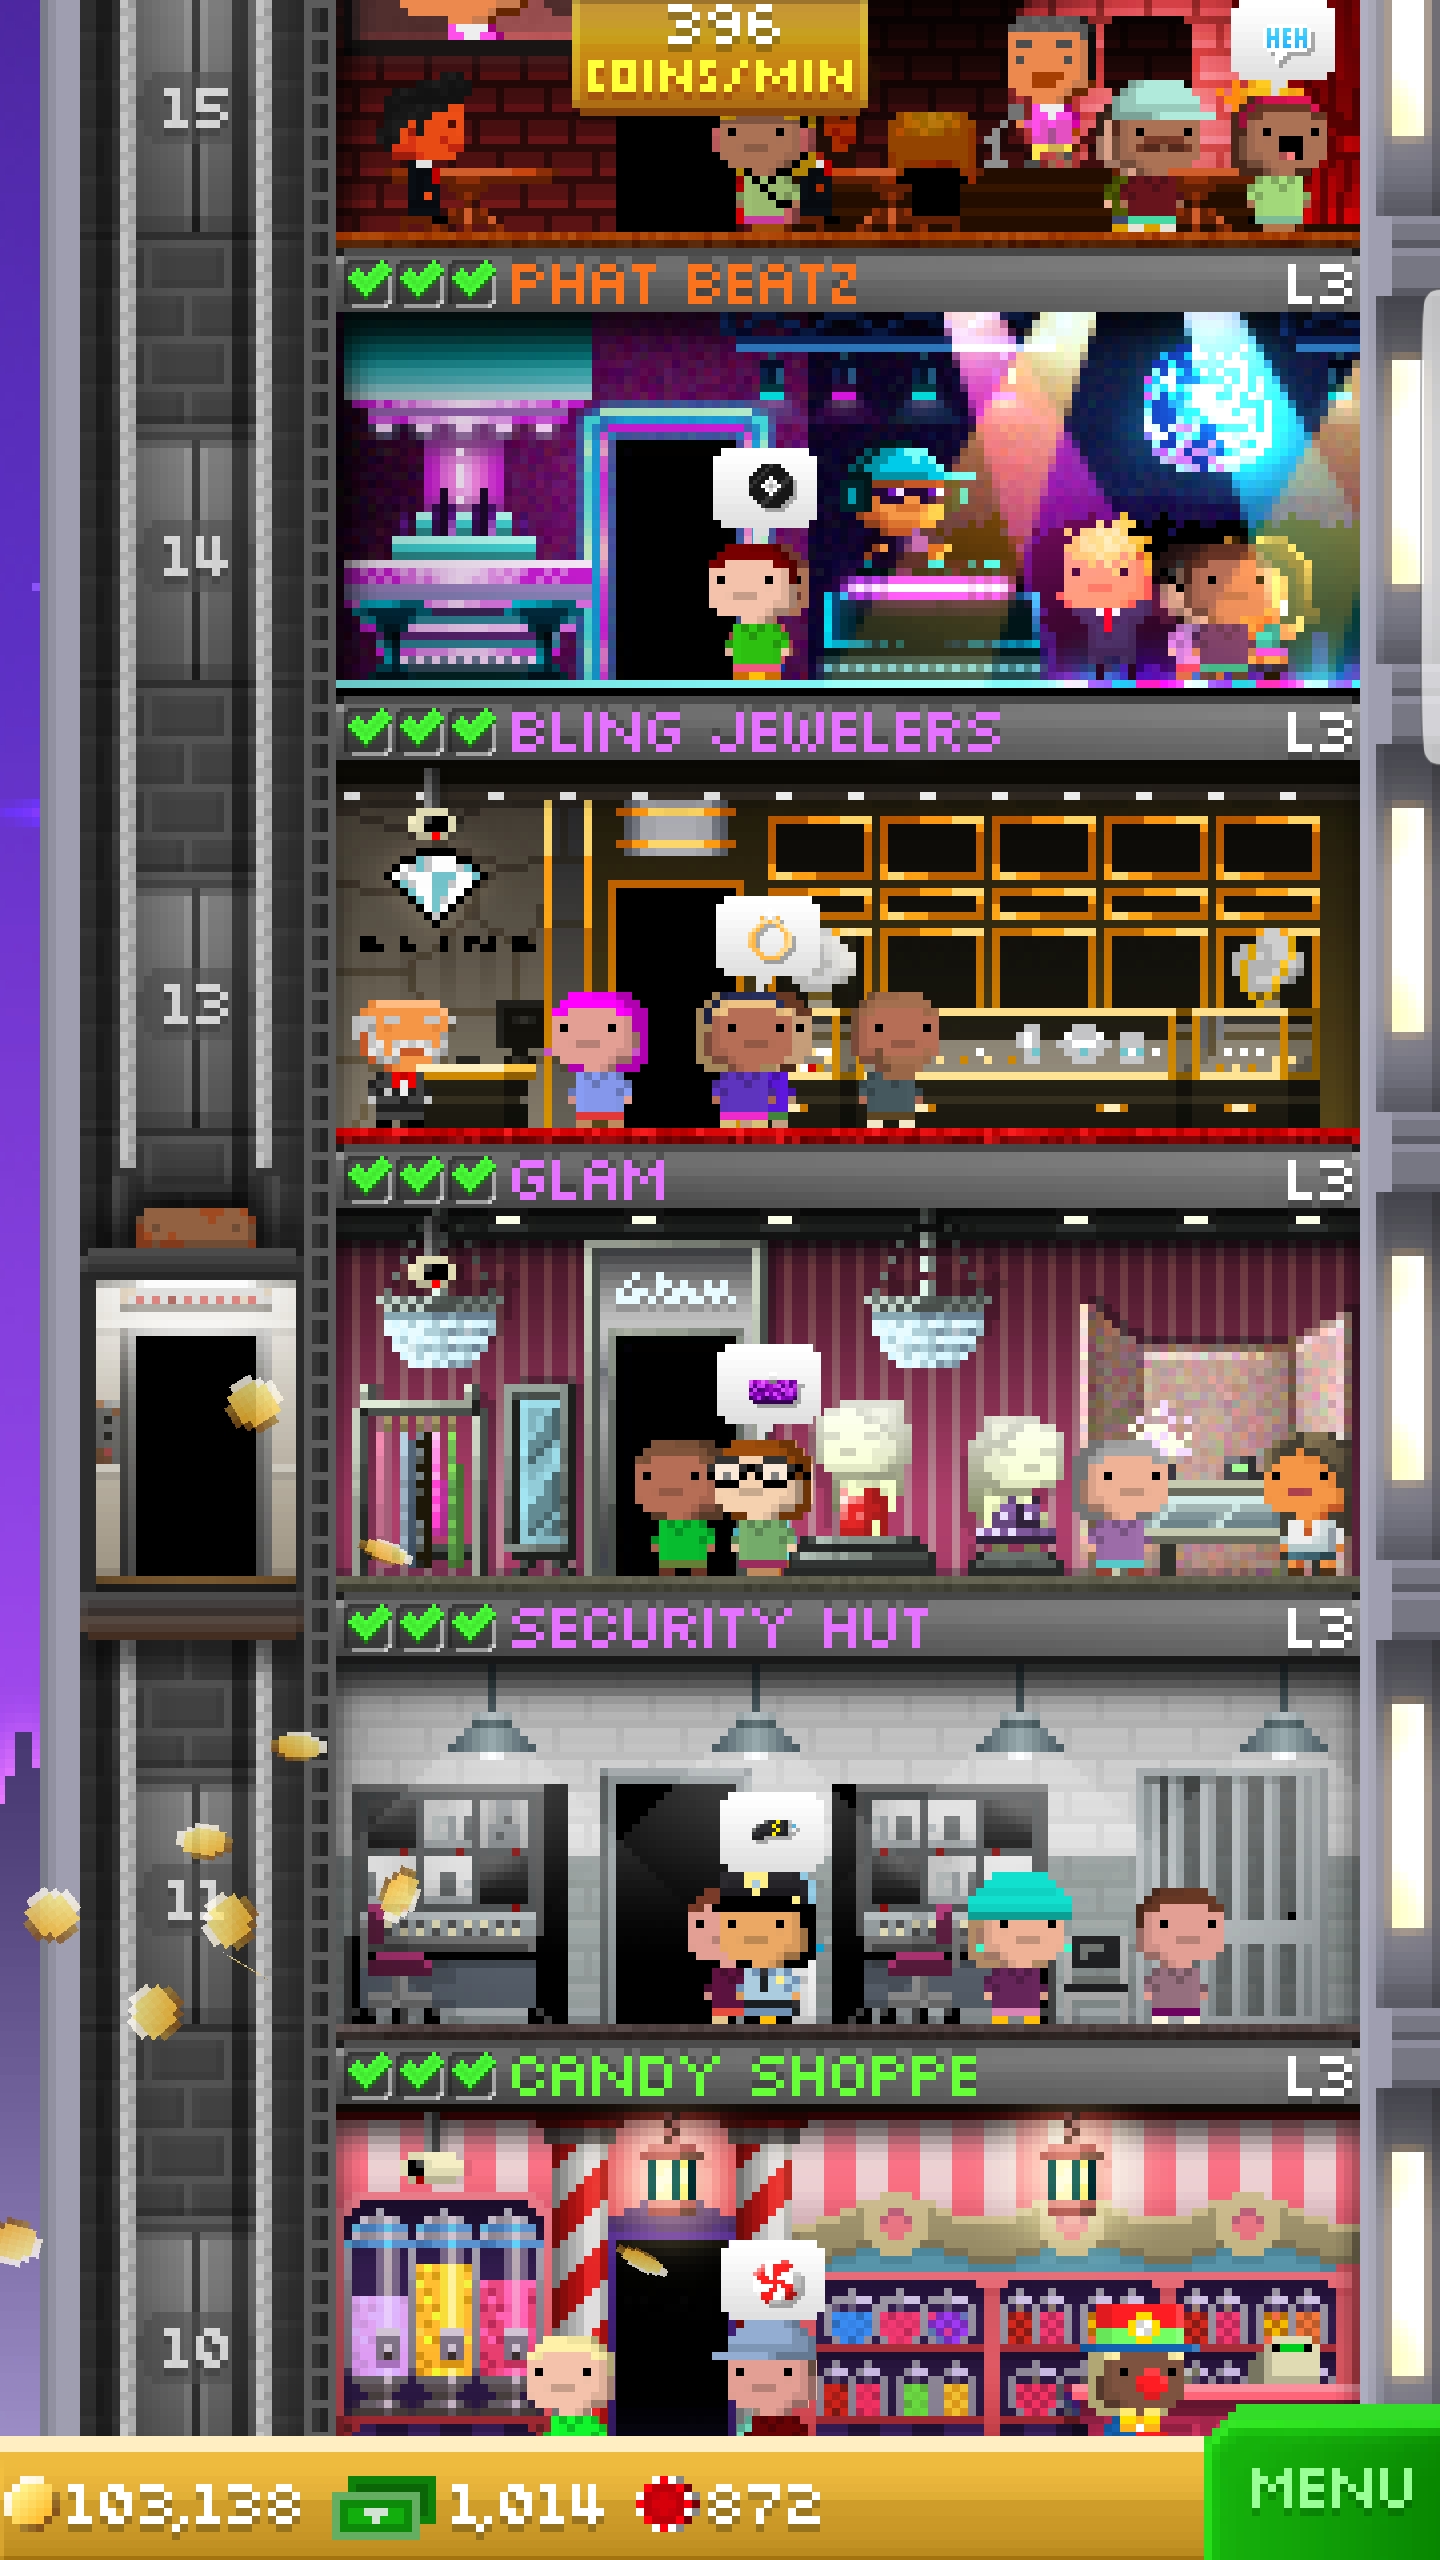 396
COINS/MIN
HEH
15
PHAT BEATZ L3
14
BLING JEWELERS L3
BLING
13
GLAM L3
Glam
SECURITY HUT L3
11
CANDY SHOPPE L3
10
103,138 1,014 872
MENU